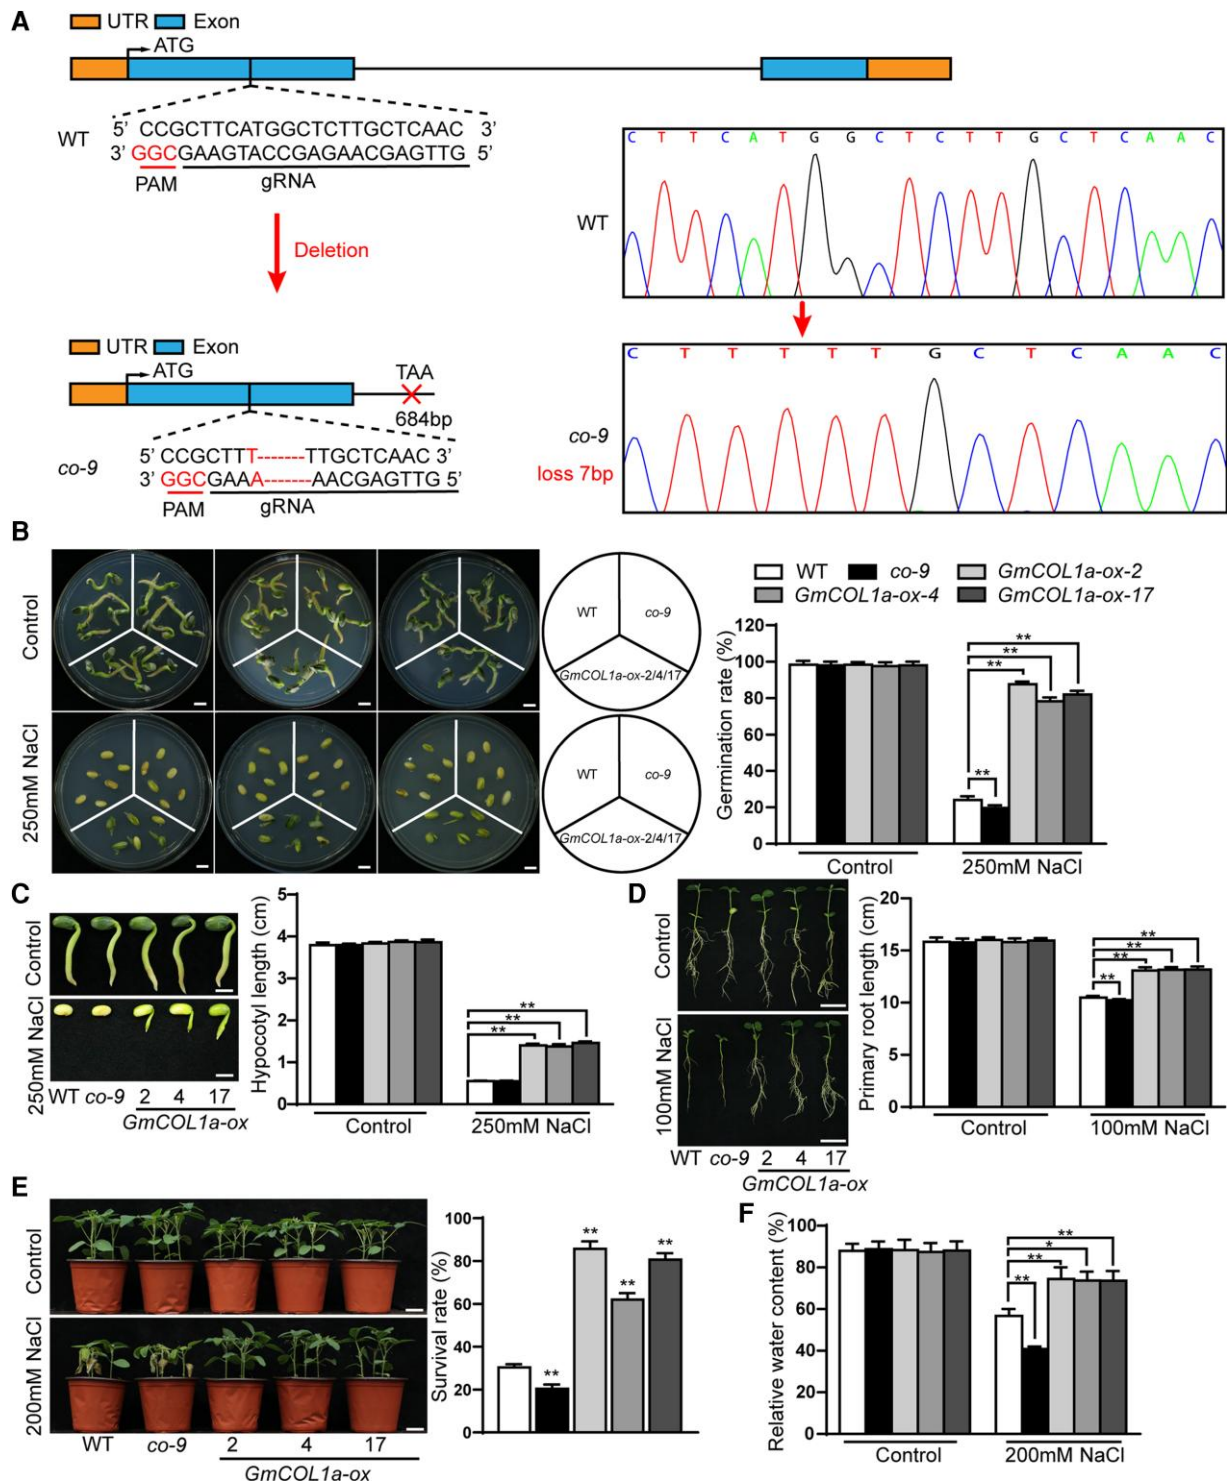 A
UTR Exon
ATG
5’ CCGCTTCATGGCTCTTGCTCAAC 3’
WT
3’ GGCGAAGTACCGAGAACGAGTTG 5’
PAM gRNA
Deletion
UTR Exon
ATG
TAA
684bp
5’ CCGCTTT-------TTGCTCAAC 3’
co-9
3’ GGCGAAA-------AACGAGTTG 5’
PAM gRNA
C T T C A T G G C T C T T G C T C A A C
WT
C T T T T T G C T C A A C
co-9
loss 7bp
B
Control
250mM NaCl
WT co-9
GmCOL1a-ox-2/4/17
WT co-9
GmCOL1a-ox-2/4/17
WT co-9 GmCOL1a-ox-2
GmCOL1a-ox-4 GmCOL1a-ox-17
Germination rate (%)
120
100
80
60
40
20
0
** ** ** **
Control 250mM NaCl
C
Control
250mM NaCl
WT co-9 2 4 17
GmCOL1a-ox
Hypocotyl length (cm)
5
4
3
2
1
0
** ** **
Control 250mM NaCl
D
Control
100mM NaCl
WT co-9 2 4 17
GmCOL1a-ox
Primary root length (cm)
20
15
10
5
0
** ** ** **
Control 100mM NaCl
E
Control
200mM NaCl
WT co-9 2 4 17
GmCOL1a-ox
Survival rate (%)
100
80
60
40
20
0
** ** ** **
F
Relative water content (%)
100
80
60
40
20
0
** ** * **
Control 200mM NaCl